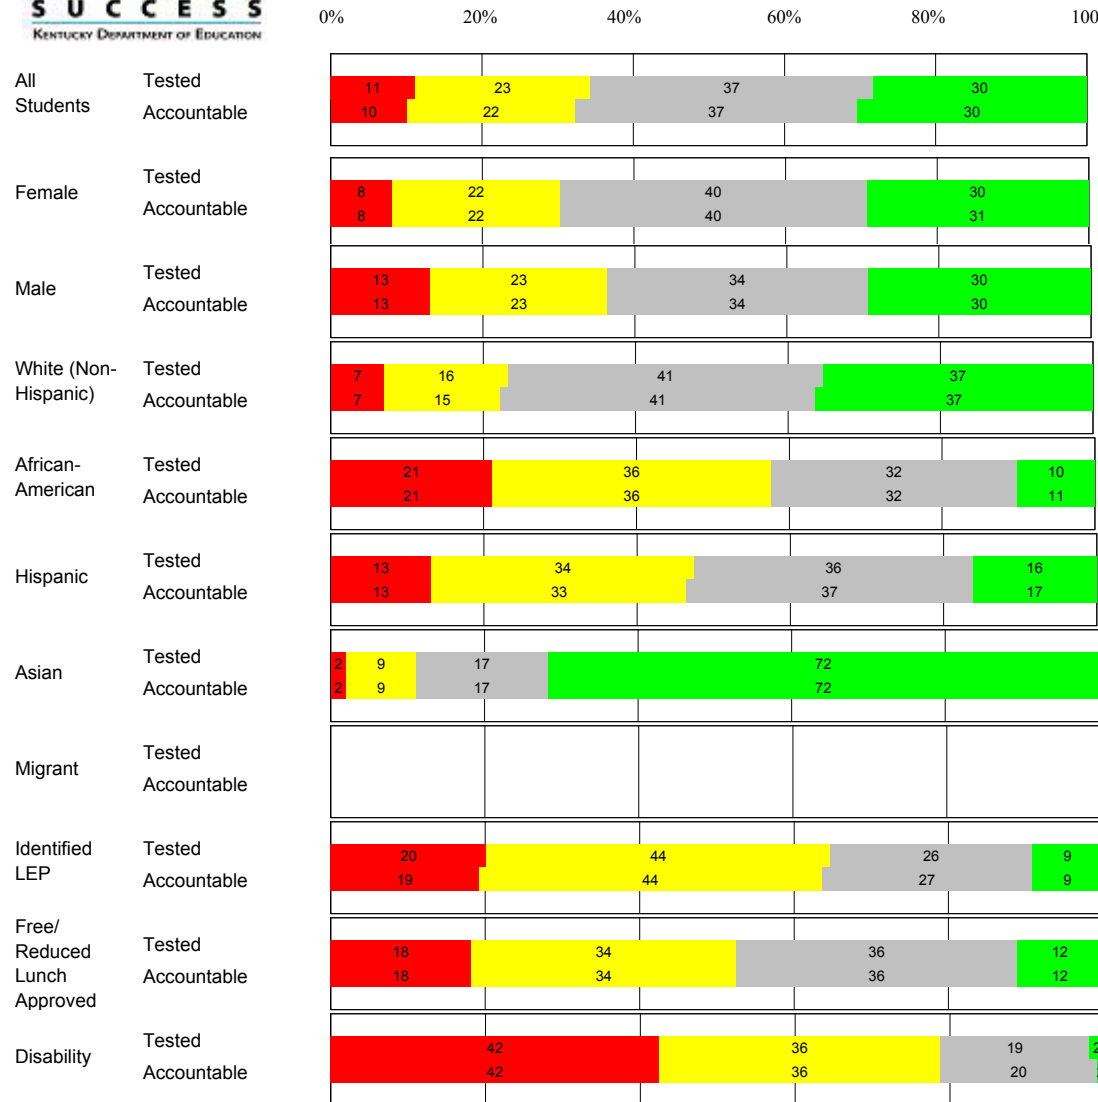 SUCCESS
KENTUCKY DEPARTMENT OF EDUCATION
0% 20% 40% 60% 80% 100
All Students
Tested 11 23 37 30
Accountable 10 22 37 30
Female
Tested 8 22 40 30
Accountable 8 22 40 31
Male
Tested 13 23 34 30
Accountable 13 23 34 30
White (Non-
Hispanic)
Tested 7 16 41 37
Accountable 7 15 41 37
African-
American
Tested 21 36 32 10
Accountable 21 36 32 11
Hispanic
Tested 13 34 36 16
Accountable 13 33 37 17
Asian
Tested 2 9 17 72
Accountable 2 9 17 72
Migrant
Tested
Accountable
Identified
LEP
Tested 20 44 26 9
Accountable 19 44 27 9
Free/
Reduced
Lunch
Approved
Tested 18 34 36 12
Accountable 18 34 36 12
Disability
Tested 42 36 19 2
Accountable 42 36 20